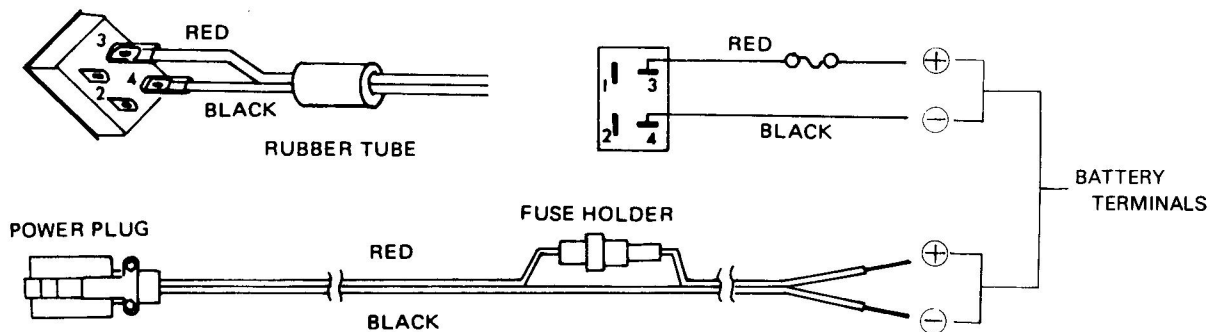 3
RED
4
2
BLACK
RUBBER TUBE
RED
1
3
2
4
BLACK
+
−
BATTERY
TERMINALS
POWER PLUG
FUSE HOLDER
RED
BLACK
+
−